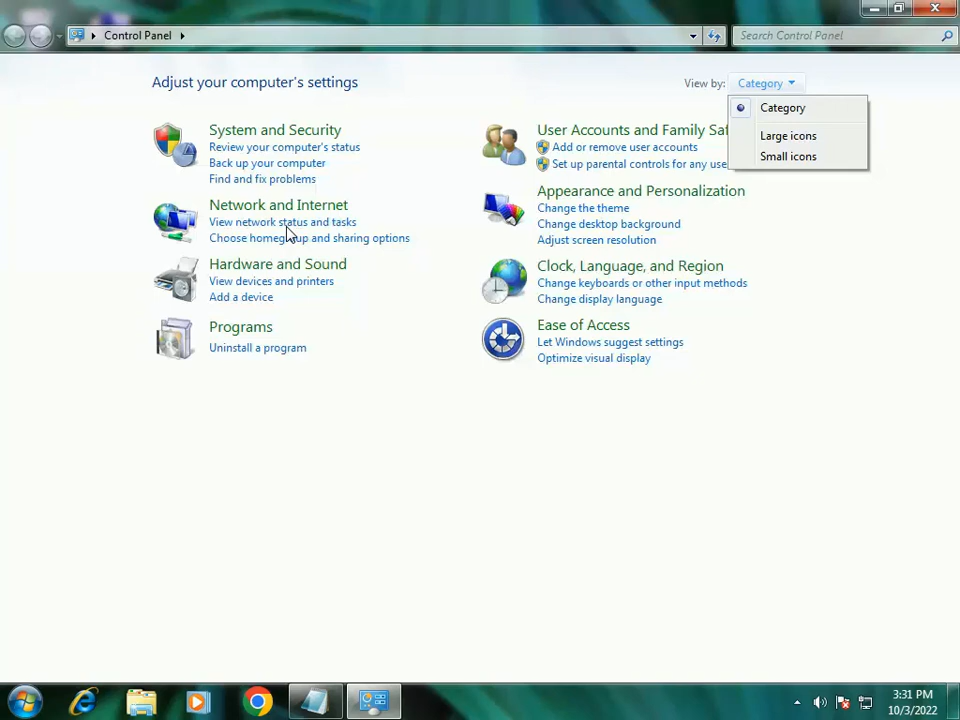 Control Panel
Search Control Panel
Adjust your computer's settings
View by: Category
Category
Large icons
Small icons
System and Security
Review your computer's status
Back up your computer
Find and fix problems
Network and Internet
View network status and tasks
Choose homegroup and sharing options
Hardware and Sound
View devices and printers
Add a device
Programs
Uninstall a program
User Accounts and Family Saf
Add or remove user accounts
Set up parental controls for any use
Appearance and Personalization
Change the theme
Change desktop background
Adjust screen resolution
Clock, Language, and Region
Change keyboards or other input methods
Change display language
Ease of Access
Let Windows suggest settings
Optimize visual display
3:31 PM
10/3/2022